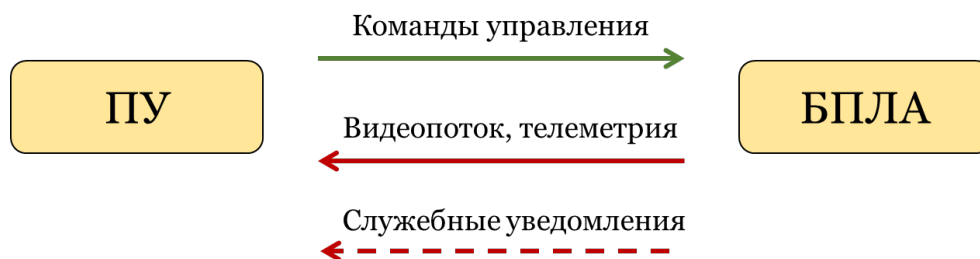 Команды управления
ПУ
БПЛА
Видеопоток, телеметрия
Служебные уведомления